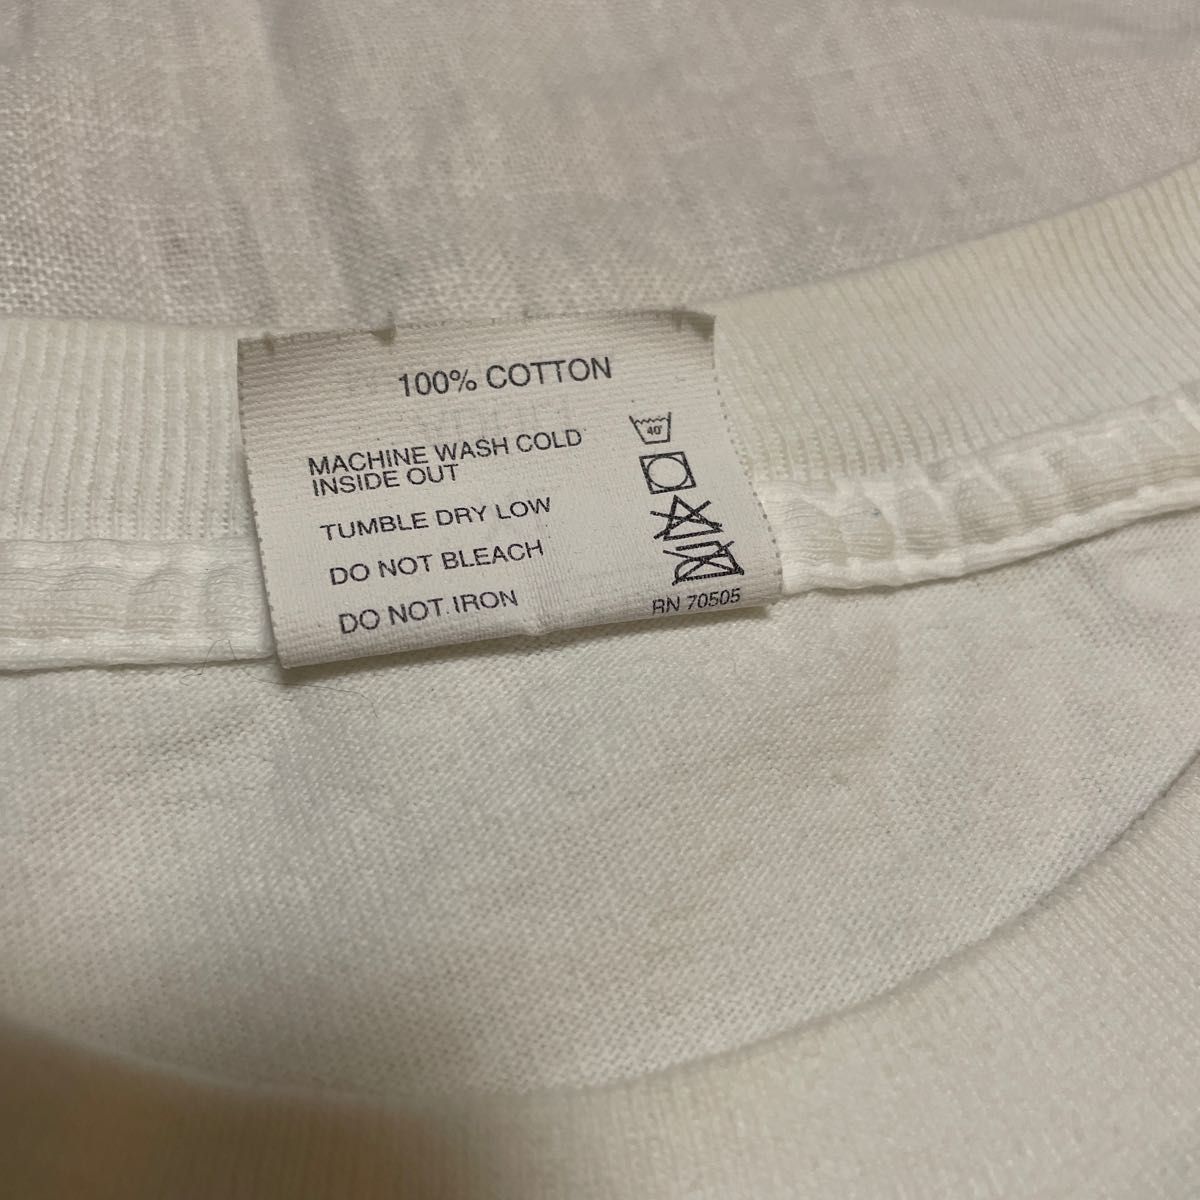 100% COTTON
MACHINE WASH COLD
INSIDE OUT
TUMBLE DRY LOW
DO NOT BLEACH
DO NOT IRON
40°
RN 70505